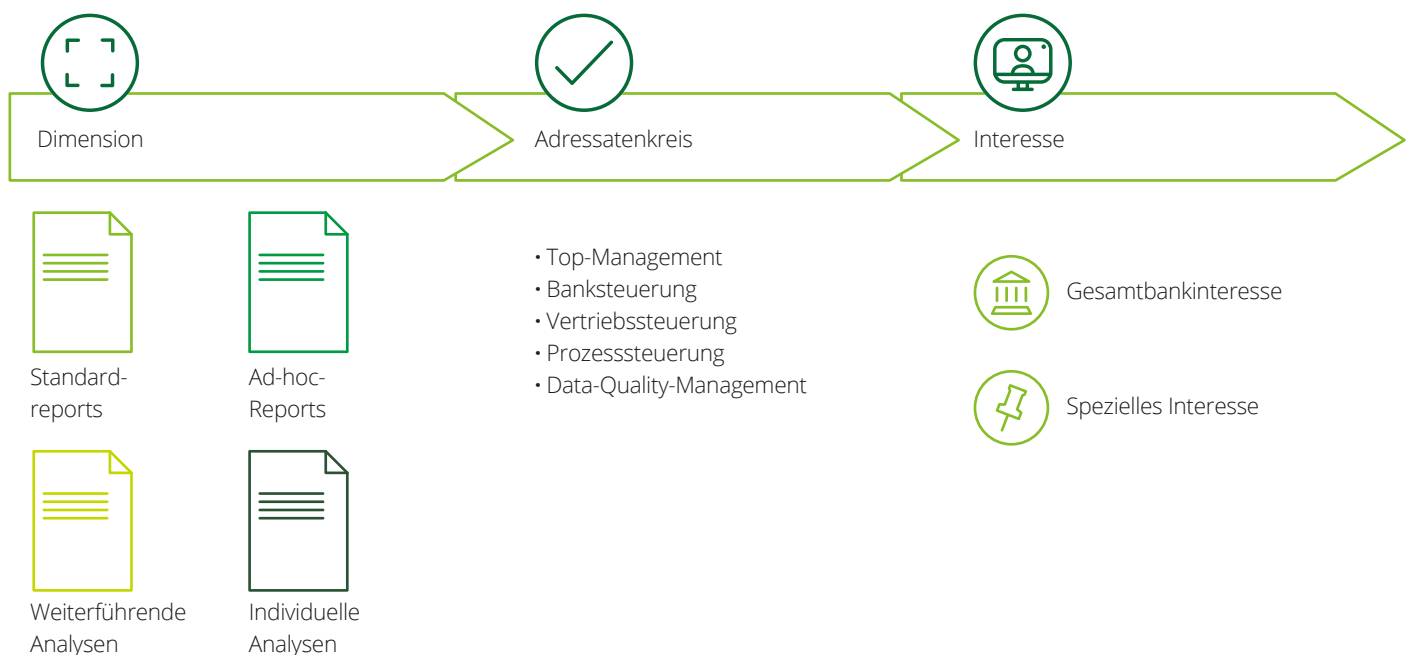 Dimension
Adressatenkreis
Interesse
Standard-
reports
Ad-hoc-
Reports
Weiterführende
Analysen
Individuelle
Analysen
• Top-Management
• Banksteuerung
• Vertriebssteuerung
• Prozesssteuerung
• Data-Quality-Management
Gesamtbankinteresse
Spezielles Interesse